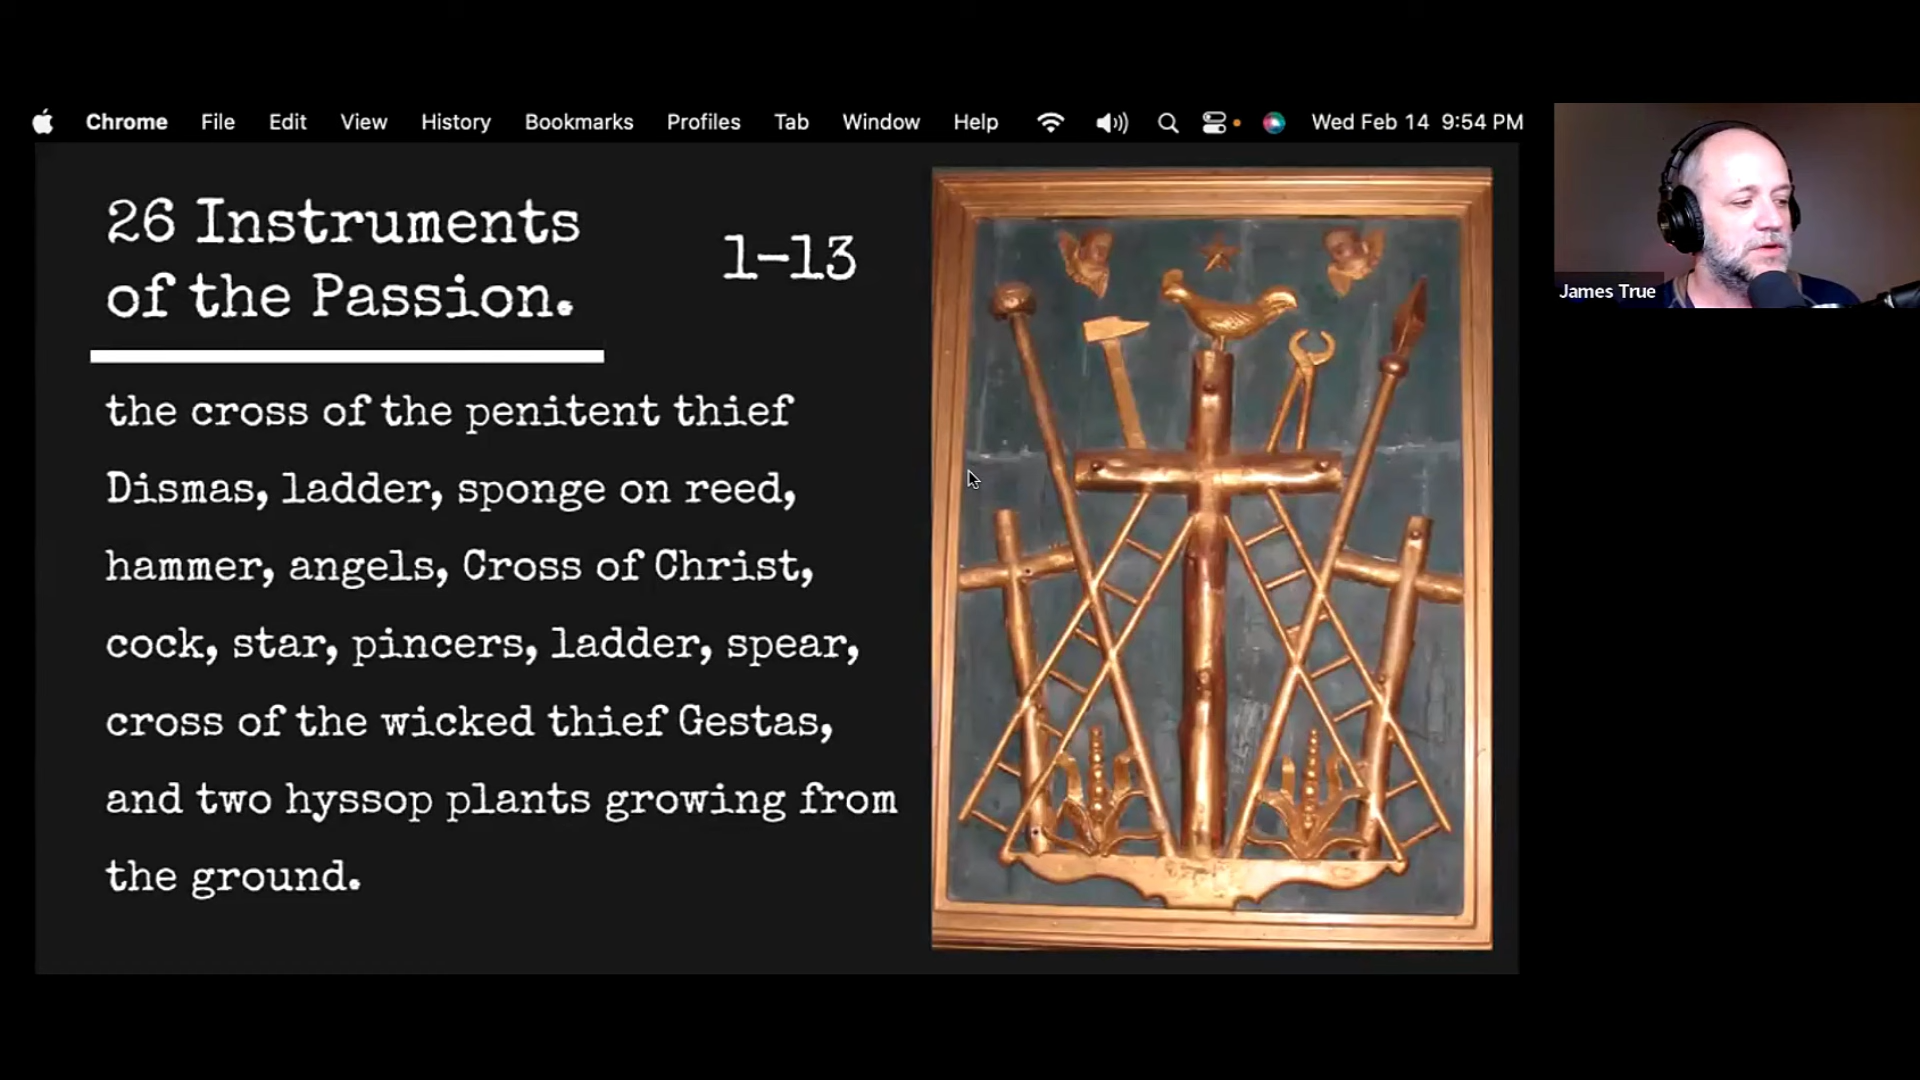 Chrome File Edit View History Bookmarks Profiles Tab Window Help Wed Feb 14 9:54 PM
26 Instruments
of the Passion.
1-13
the cross of the penitent thief
Dismas, ladder, sponge on reed,
hammer, angels, Cross of Christ,
cock, star, pincers, ladder, spear,
cross of the wicked thief Gestas,
and two hyssop plants growing from
the ground.
James True